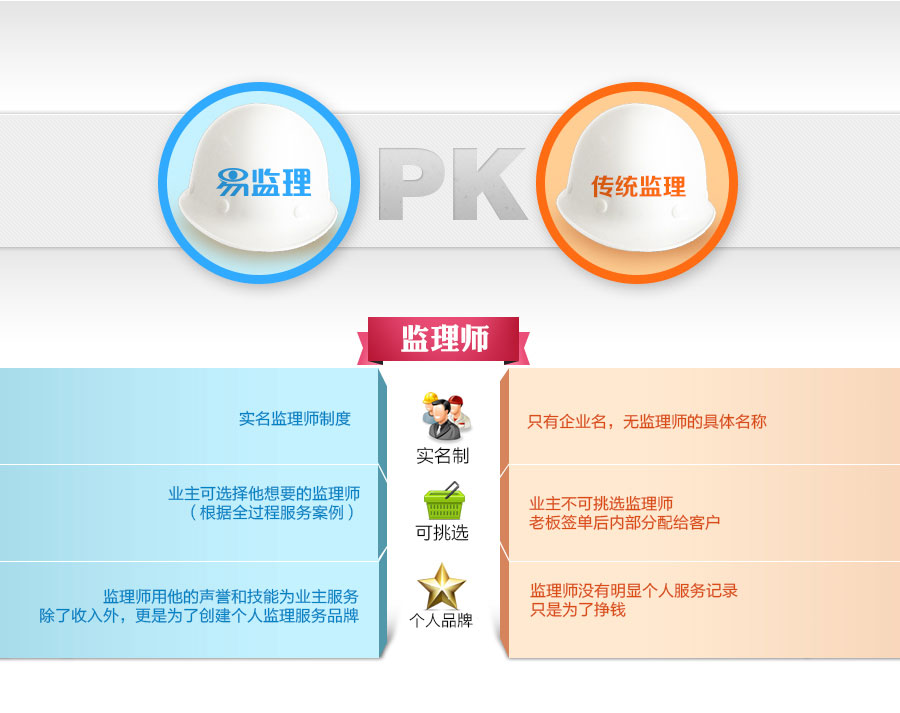 易监理
PK
传统监理
监理师
实名监理师制度
实名制
只有企业名，无监理师的具体名称
业主可选择他想要的监理师
（根据全过程服务案例）
可挑选
业主不可挑选监理师
老板签单后内部分配给客户
监理师用他的声誉和技能为业主服务
除了收入外，更是为了创建个人监理服务品牌
个人品牌
监理师没有明显个人服务记录
只是为了挣钱